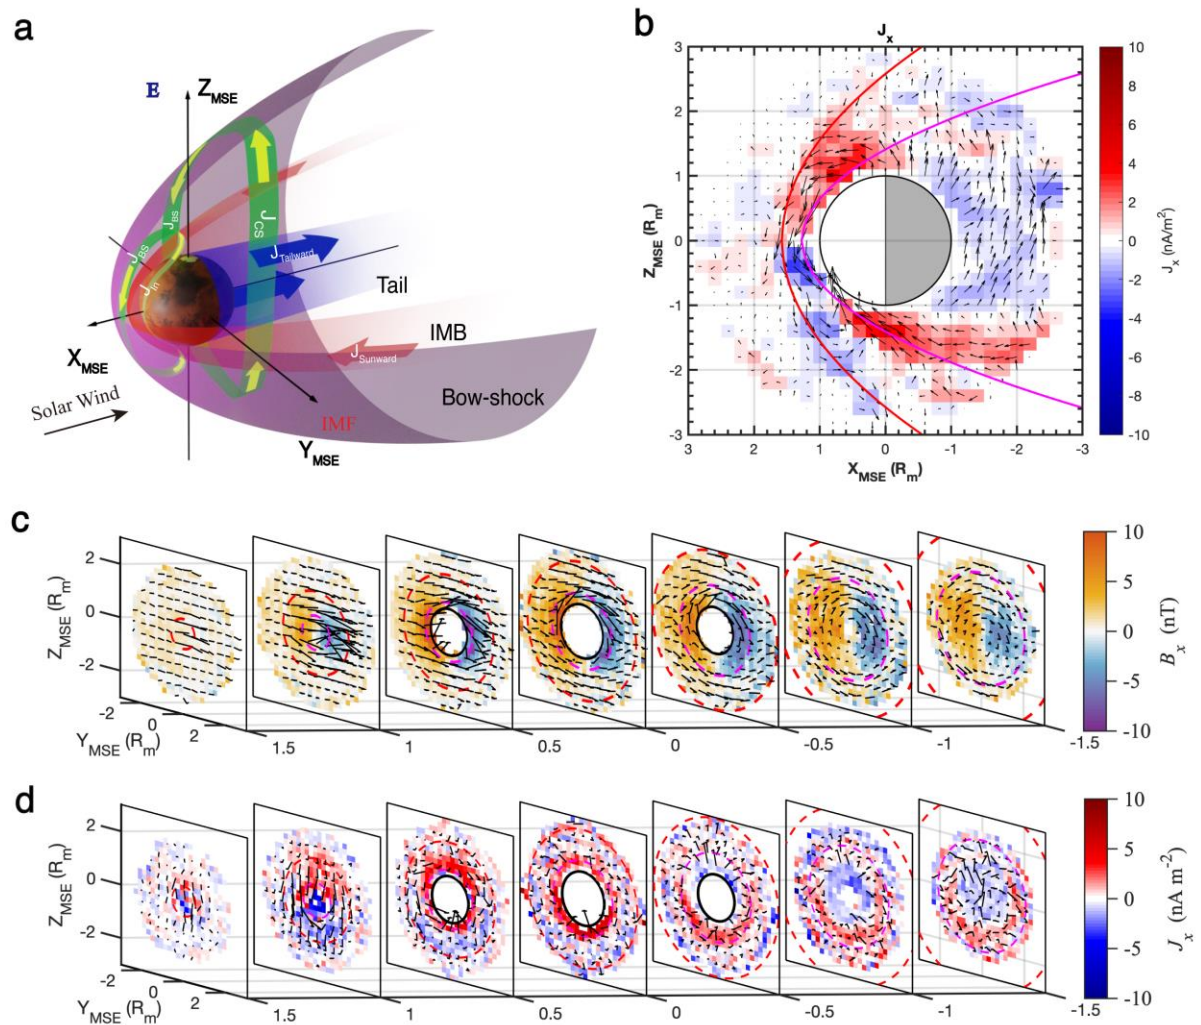 a
E
Z_MSE
J_BS
J_BS
J_In
J_CS
J_Tailward
Tail
IMB
J_Sunward
Bow-shock
X_MSE
Solar Wind
IMF
Y_MSE
b
J_x
3
2
1
0
-1
-2
-3
Z_MSE (R_m)
3 2 1 0 -1 -2 -3
X_MSE (R_m)
10
8
6
4
2
0
-2
-4
-6
-8
-10
J_x (nA/m²)
c
2
0
-2
Z_MSE (R_m)
-2 0 2
Y_MSE (R_m)
1.5 1 0.5 0 -0.5 -1 -1.5
10
5
0
-5
-10
B_x (nT)
d
2
0
-2
Z_MSE (R_m)
-2 0 2
Y_MSE (R_m)
1.5 1 0.5 0 -0.5 -1 -1.5
10
5
0
-5
-10
J_x (nA m⁻²)